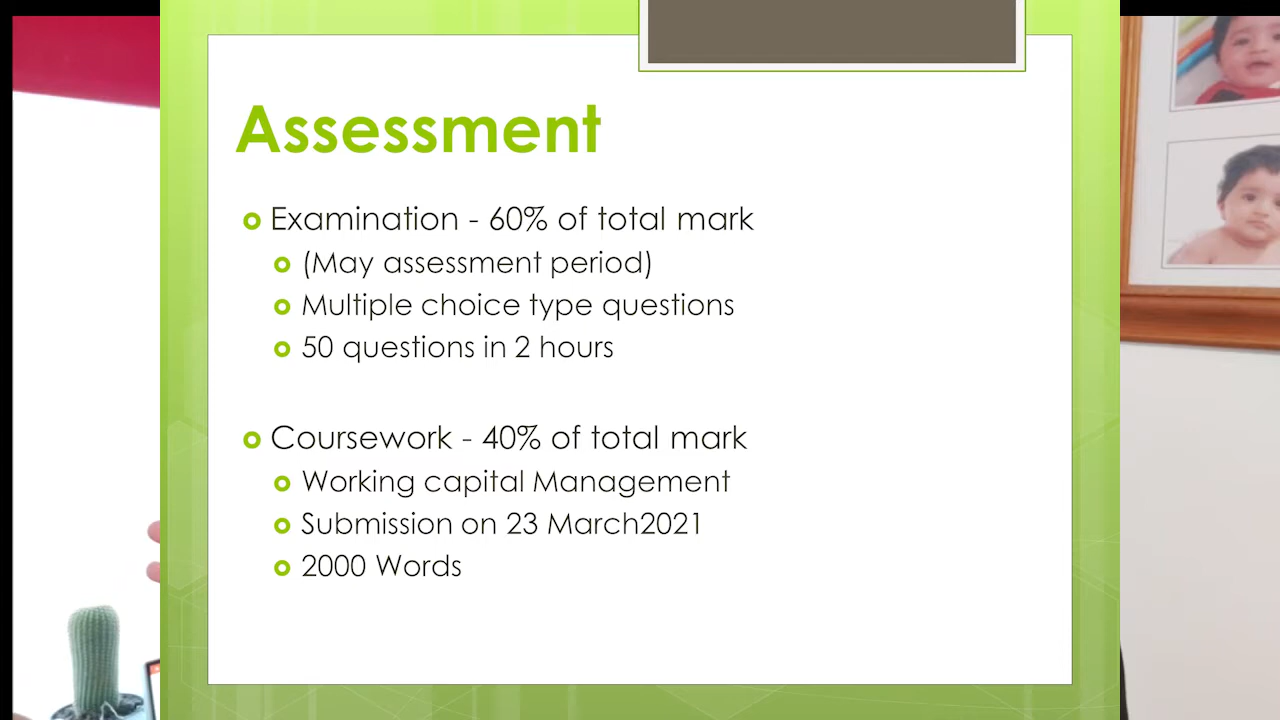 Assessment
Examination - 60% of total mark
(May assessment period)
Multiple choice type questions
50 questions in 2 hours
Coursework - 40% of total mark
Working capital Management
Submission on 23 March2021
2000 Words